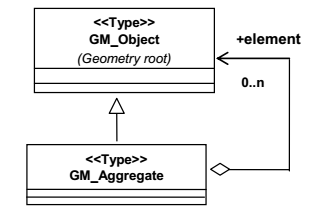 <<Type>>
GM_Object
(Geometry root)
+element
0..n
<<Type>>
GM_Aggregate